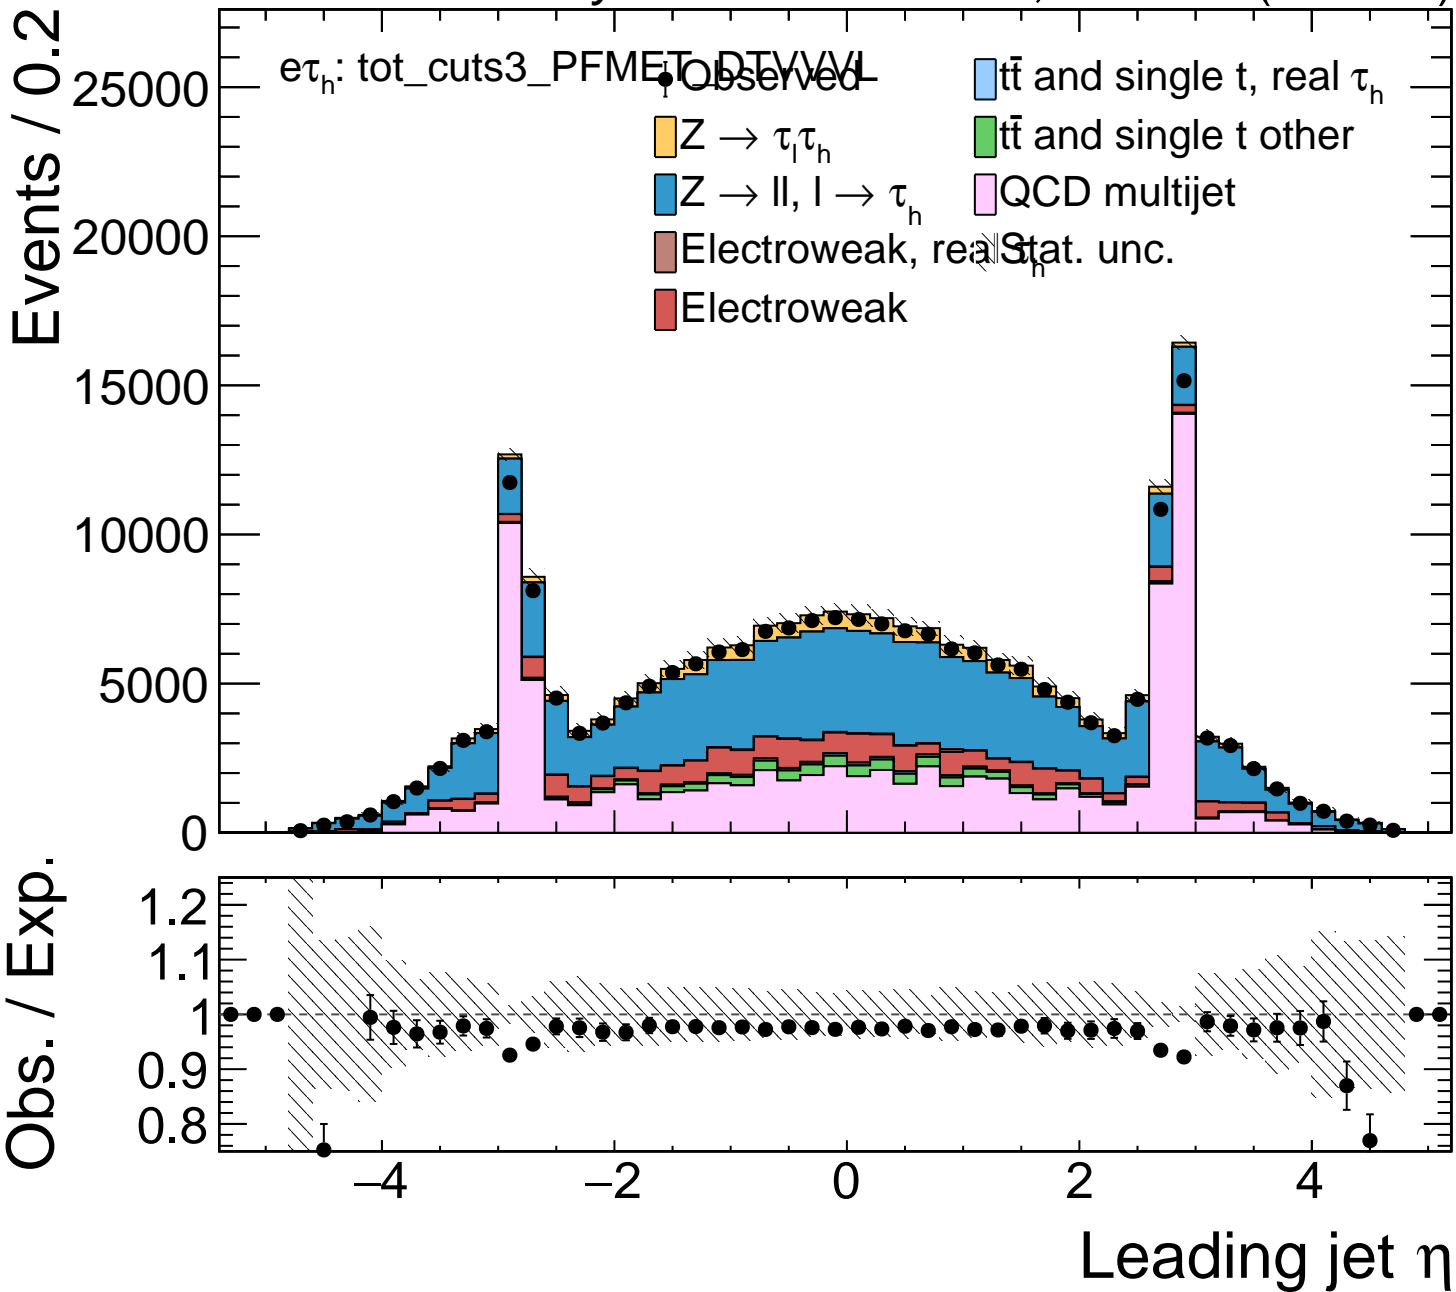 eτh: tot_cuts3_PFMET_DTVVVL
Observed
Z → τlτh
Z → ll, l → τh
Electroweak, real τh
Electroweak
tt̄ and single t, real τh
tt̄ and single t other
QCD multijet
Stat. unc.
Events / 0.2
25000
20000
15000
10000
5000
0
Obs. / Exp.
1.2
1.1
1
0.9
0.8
−4 −2 0 2 4
Leading jet η